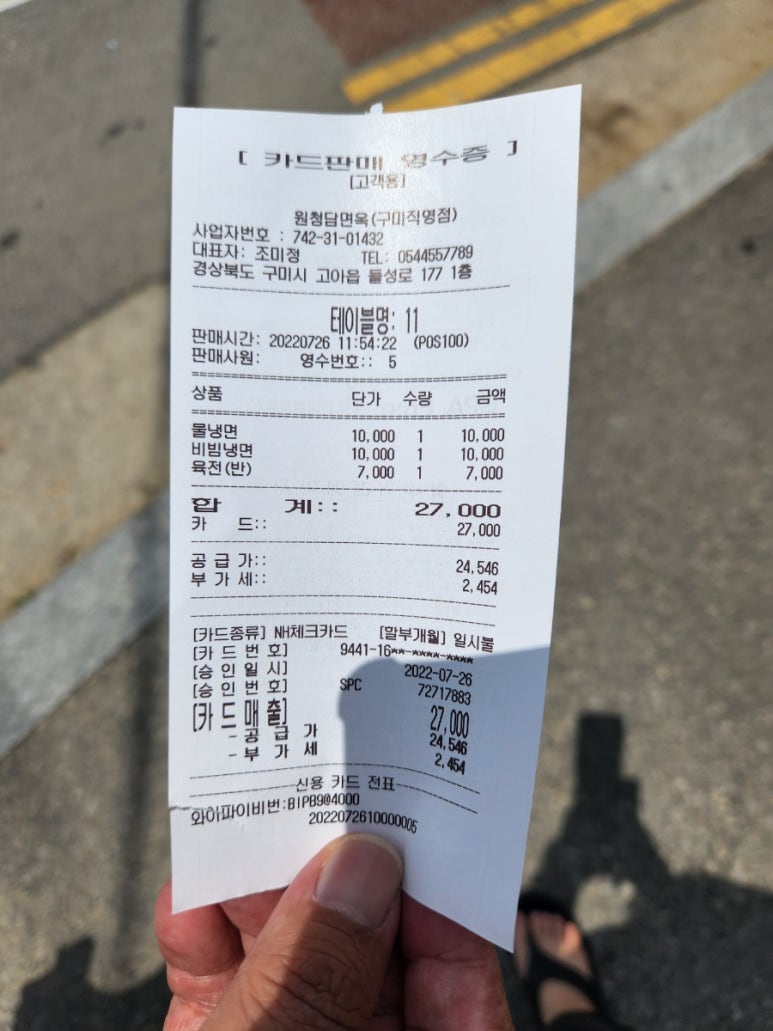 [ 카드판매 영수증 ]
[고객용]
원청담면옥(구미직영점)
사업자번호 : 742-31-01432
대표자: 조미정 TEL: 0544557789
경상북도 구미시 고아읍 들성로 177 1층
테이블명: 11
판매시간: 20220726 11:54:22 (POS100)
판매사원: 영수번호:: 5
상품 단가 수량 금액
물냉면 10,000 1 10,000
비빔냉면 10,000 1 10,000
육전(반) 7,000 1 7,000
합 계:: 27,000
카 드:: 27,000
공 급 가:: 24,546
부 가 세:: 2,454
[카드종류] NH체크카드 [할부개월] 일시불
[카 드 번 호] 9441-16**-****-****
[승 인 일 시] 2022-07-26
[승 인 번 호] SPC 72717883
[카 드 매 출] 27,000
- 공 급 가 24,546
- 부 가 세 2,454
신용 카드 전표
와이파이비번:BIPB9@4000
2022072610000005